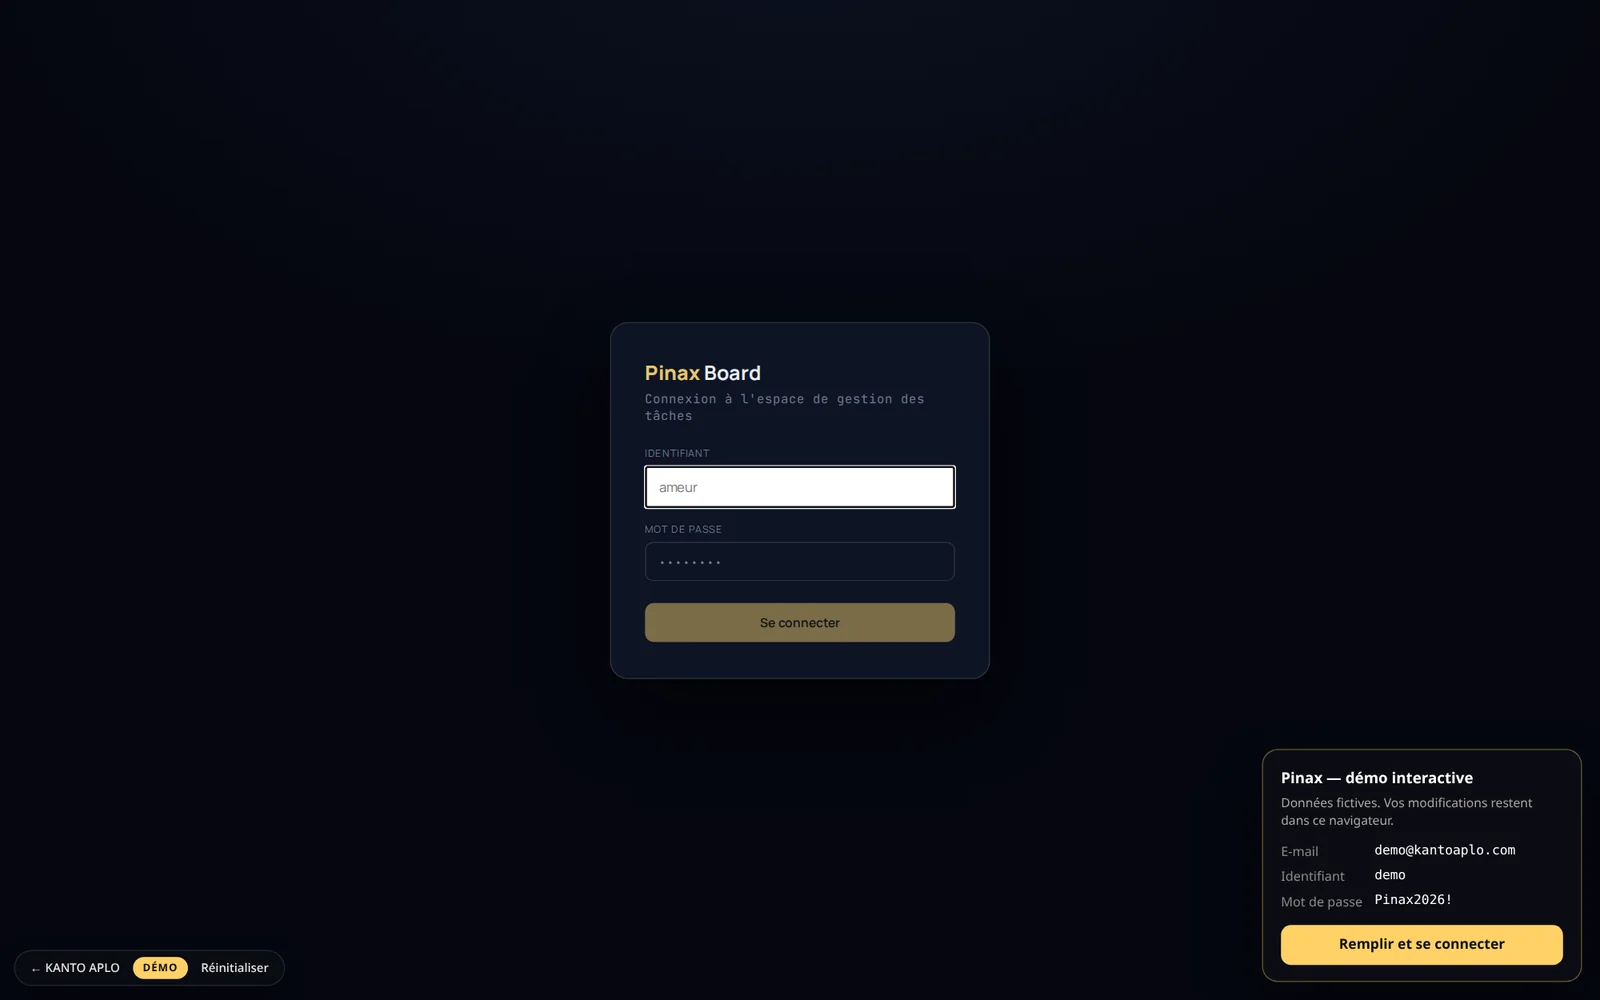 Pinax Board
Connexion à l'espace de gestion des
tâches
IDENTIFIANT
ameur
MOT DE PASSE
••••••••
Se connecter
Pinax — démo interactive
Données fictives. Vos modifications restent
dans ce navigateur.
E-mail demo@kantoaplo.com
Identifiant demo
Mot de passe Pinax2026!
Remplir et se connecter
← KANTO APLO DÉMO Réinitialiser